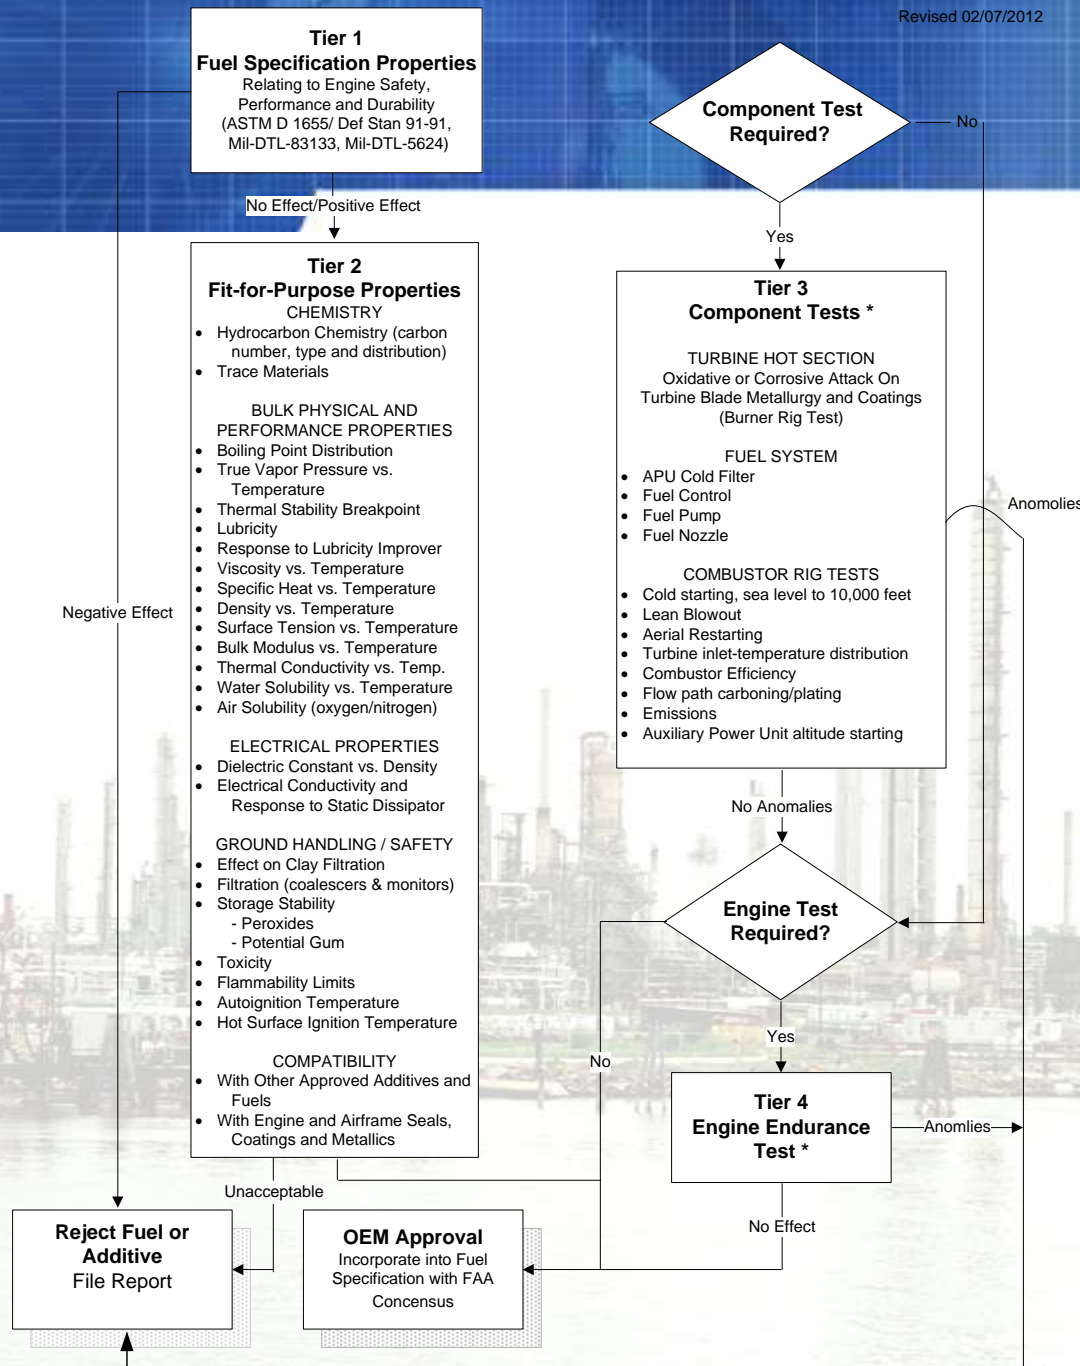 Revised 02/07/2012
Tier 1
Fuel Specification Properties
Relating to Engine Safety,
Performance and Durability
(ASTM D 1655/ Def Stan 91-91,
Mil-DTL-83133, Mil-DTL-5624)
Negative Effect
No Effect/Positive Effect
Tier 2
Fit-for-Purpose Properties
CHEMISTRY
• Hydrocarbon Chemistry (carbon
number, type and distribution)
• Trace Materials
BULK PHYSICAL AND
PERFORMANCE PROPERTIES
• Boiling Point Distribution
• True Vapor Pressure vs.
Temperature
• Thermal Stability Breakpoint
• Lubricity
• Response to Lubricity Improver
• Viscosity vs. Temperature
• Specific Heat vs. Temperature
• Density vs. Temperature
• Surface Tension vs. Temperature
• Bulk Modulus vs. Temperature
• Thermal Conductivity vs. Temp.
• Water Solubility vs. Temperature
• Air Solubility (oxygen/nitrogen)
ELECTRICAL PROPERTIES
• Dielectric Constant vs. Density
• Electrical Conductivity and
Response to Static Dissipator
GROUND HANDLING / SAFETY
• Effect on Clay Filtration
• Filtration (coalescers & monitors)
• Storage Stability
- Peroxides
- Potential Gum
• Toxicity
• Flammability Limits
• Autoignition Temperature
• Hot Surface Ignition Temperature
COMPATIBILITY
• With Other Approved Additives and
Fuels
• With Engine and Airframe Seals,
Coatings and Metallics
Unacceptable
Reject Fuel or
Additive
File Report
Component Test
Required?
No
Yes
Tier 3
Component Tests *
TURBINE HOT SECTION
Oxidative or Corrosive Attack On
Turbine Blade Metallurgy and Coatings
(Burner Rig Test)
FUEL SYSTEM
• APU Cold Filter
• Fuel Control
• Fuel Pump
• Fuel Nozzle
COMBUSTOR RIG TESTS
• Cold starting, sea level to 10,000 feet
• Lean Blowout
• Aerial Restarting
• Turbine inlet-temperature distribution
• Combustor Efficiency
• Flow path carboning/plating
• Emissions
• Auxiliary Power Unit altitude starting
Anomolies
No Anomalies
Engine Test
Required?
No
Yes
Tier 4
Engine Endurance
Test *
Anomlies
No Effect
OEM Approval
Incorporate into Fuel
Specification with FAA
Concensus